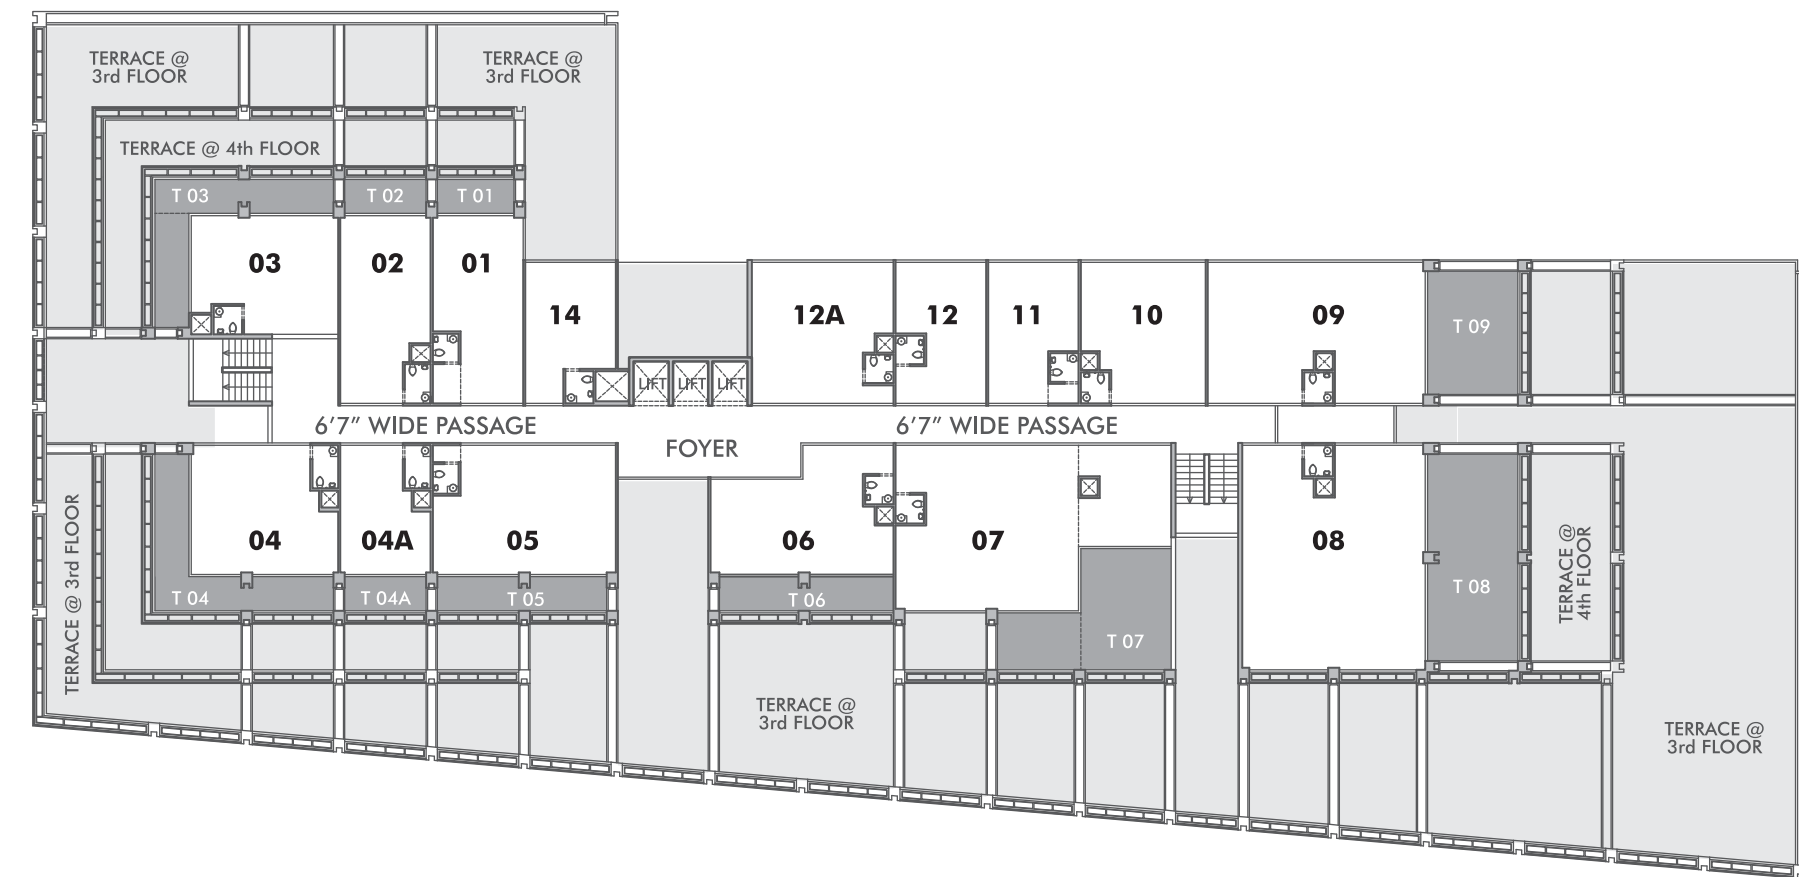 TERRACE @
3rd FLOOR
TERRACE @
3rd FLOOR
TERRACE @ 4th FLOOR
T 03
T 02
T 01
03
02
01
14
12A
12
11
10
09
T 09
LIFT
LIFT
LIFT
6’7” WIDE PASSAGE
FOYER
6’7” WIDE PASSAGE
04
04A
05
06
07
08
T 04
T 04A
T 05
T 06
T 07
T 08
TERRACE @ 3rd FLOOR
TERRACE @
4th FLOOR
TERRACE @
3rd FLOOR
TERRACE @
3rd FLOOR